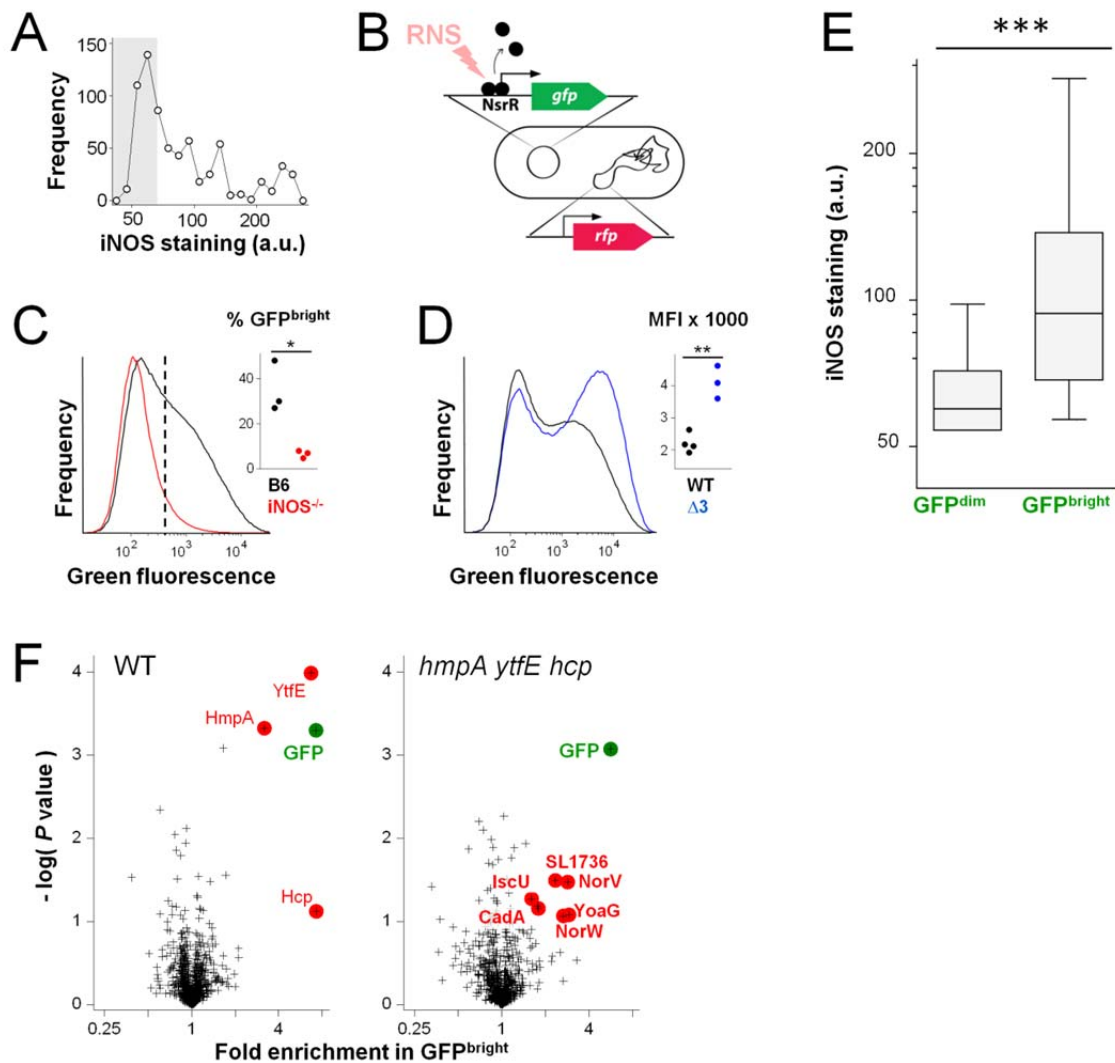 A
Frequency
150
100
50
0
50
100
200
iNOS staining (a.u.)
B
RNS
NsrR
gfp
rfp
C
% GFPbright
*
40
20
0
B6
iNOS-/-
Frequency
10²
10³
10⁴
Green fluorescence
D
MFI x 1000
**
4
3
2
WT
Δ3
Frequency
10²
10³
10⁴
Green fluorescence
E
***
iNOS staining (a.u.)
200
100
50
GFPdim
GFPbright
F
WT
- log( P value )
4
3
2
1
0
YtfE
HmpA
GFP
Hcp
0.25
1
4
hmpA ytfE hcp
GFP
SL1736
IscU
NorV
CadA
YoaG
NorW
0.25
1
4
Fold enrichment in GFPbright